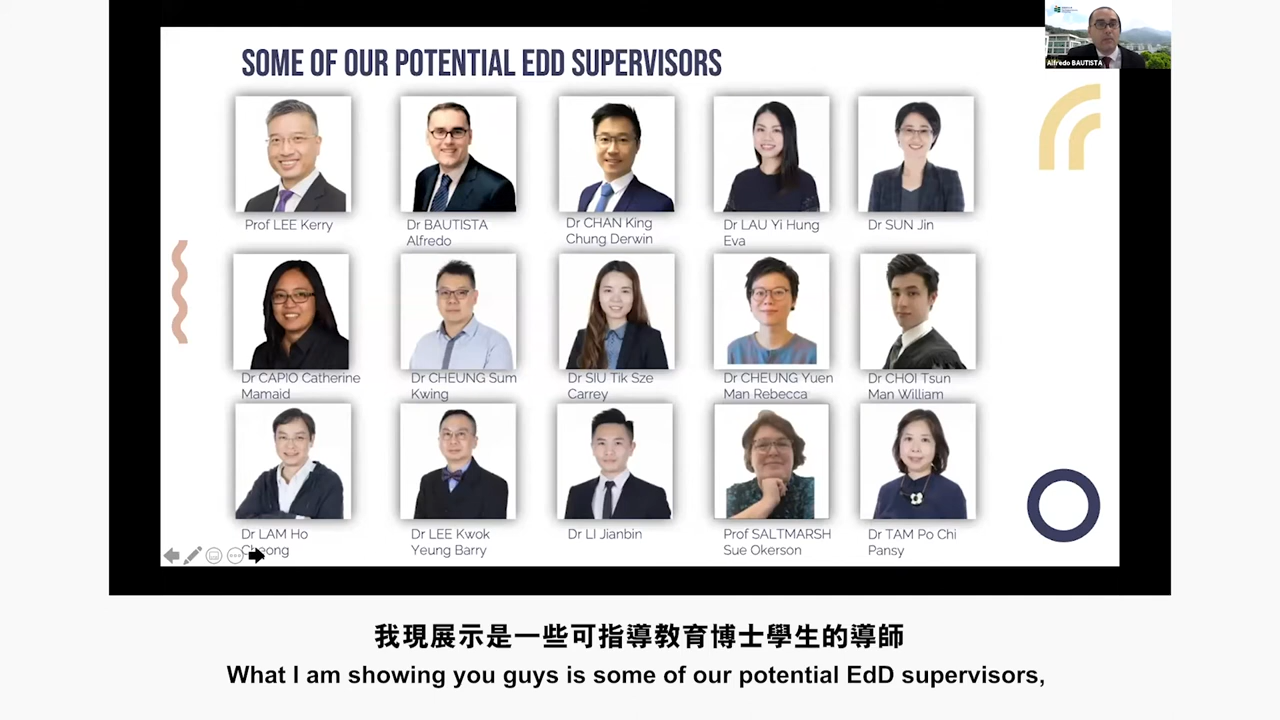 SOME OF OUR POTENTIAL EDD SUPERVISORS
Alfredo BAUTISTA
Prof LEE Kerry
Dr BAUTISTA
Alfredo
Dr CHAN King
Chung Derwin
Dr LAU Yi Hung
Eva
Dr SUN Jin
Dr CAPIO Catherine
Mamaid
Dr CHEUNG Sum
Kwing
Dr SIU Tik Sze
Carrey
Dr CHEUNG Yuen
Man Rebecca
Dr CHOI Tsun
Man William
Dr LAM Ho
Cheong
Dr LEE Kwok
Yeung Barry
Dr LI Jianbin
Prof SALTMARSH
Sue Okerson
Dr TAM Po Chi
Pansy
我現展示是一些可指導教育博士學生的導師
What I am showing you guys is some of our potential EdD supervisors,